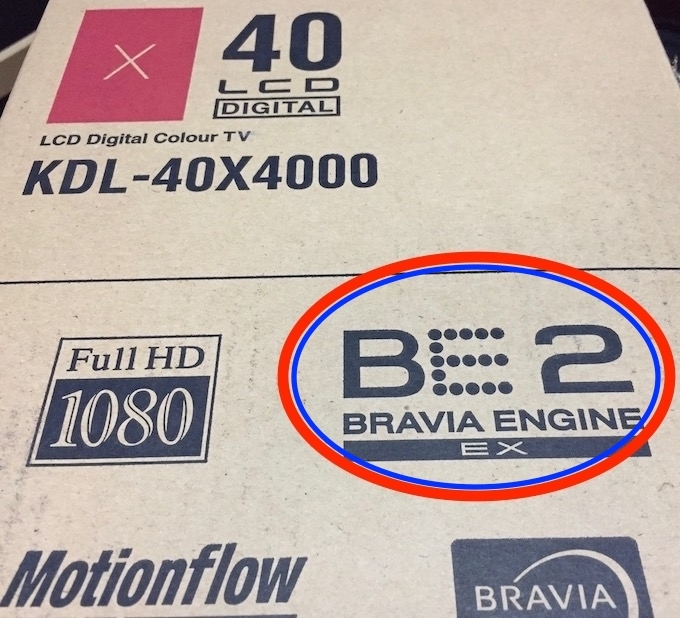 X
40
LCD
DIGITAL
LCD Digital Colour TV
KDL-40X4000
Full HD
1080
BE 2
BRAVIA ENGINE
EX
Motionflow
BRAVIA